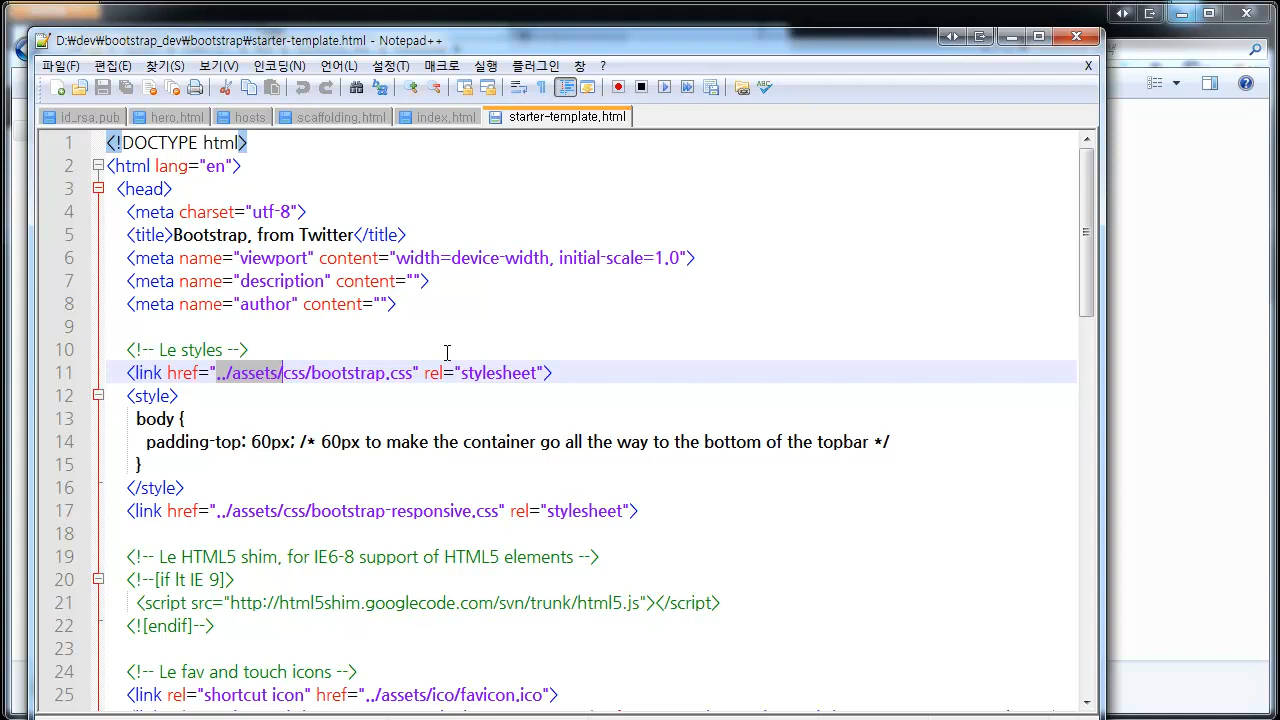 D:\dev\bootstrap_dev\bootstrap\starter-template.html - Notepad++
파일(F) 편집(E) 찾기(S) 보기(V) 인코딩(N) 언어(L) 설정(T) 매크로 실행 플러그인 창 ? X
id_rsa.pub hero.html hosts scaffolding.html index.html starter-template.html
1 <!DOCTYPE html>
2 <html lang="en">
3 <head>
4 <meta charset="utf-8">
5 <title>Bootstrap, from Twitter</title>
6 <meta name="viewport" content="width=device-width, initial-scale=1.0">
7 <meta name="description" content="">
8 <meta name="author" content="">
9
10 <!-- Le styles -->
11 <link href="../assets/css/bootstrap.css" rel="stylesheet">
12 <style>
13 body {
14 padding-top: 60px; /* 60px to make the container go all the way to the bottom of the topbar */
15 }
16 </style>
17 <link href="../assets/css/bootstrap-responsive.css" rel="stylesheet">
18
19 <!-- Le HTML5 shim, for IE6-8 support of HTML5 elements -->
20 <!--[if lt IE 9]>
21 <script src="http://html5shim.googlecode.com/svn/trunk/html5.js"></script>
22 <![endif]-->
23
24 <!-- Le fav and touch icons -->
25 <link rel="shortcut icon" href="../assets/ico/favicon.ico">